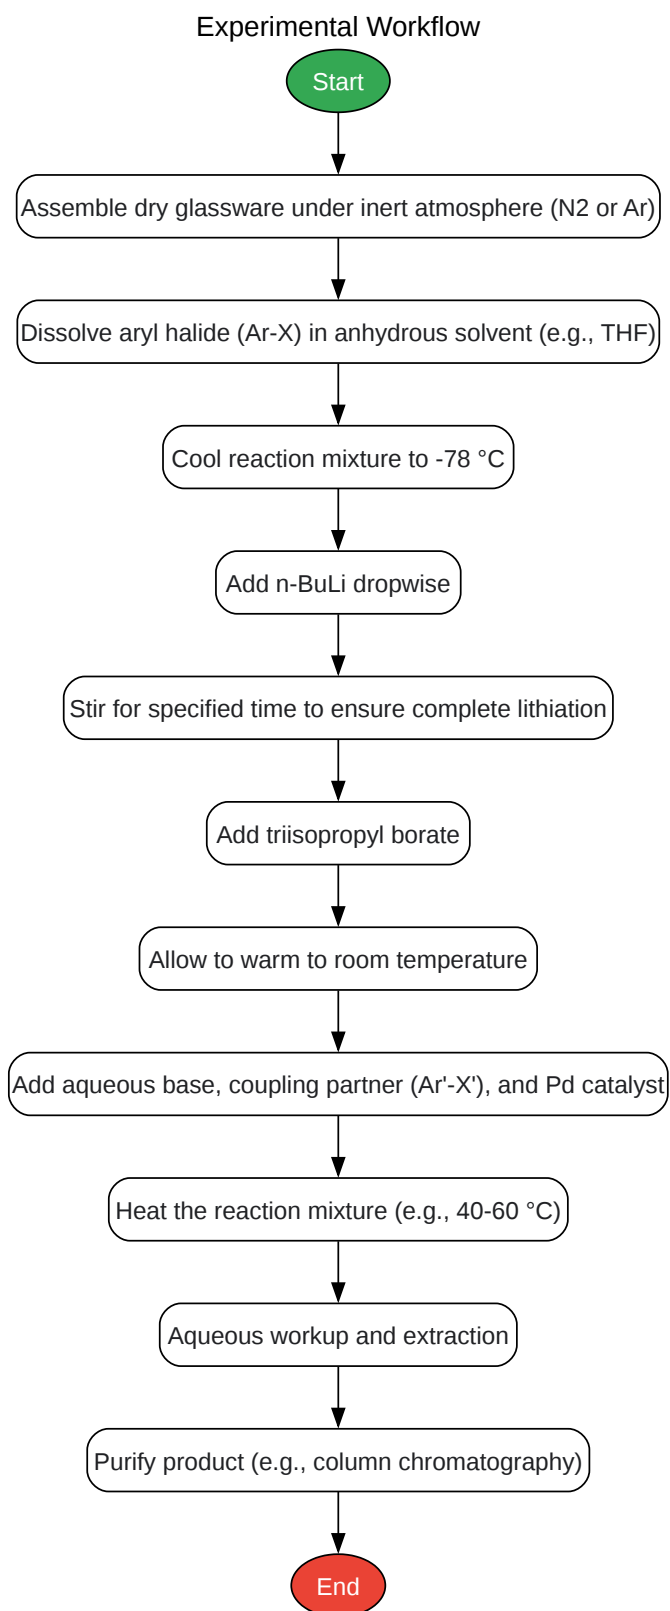 Experimental Workflow
Start
Assemble dry glassware under inert atmosphere (N2 or Ar)
Dissolve aryl halide (Ar-X) in anhydrous solvent (e.g., THF)
Cool reaction mixture to -78 °C
Add n-BuLi dropwise
Stir for specified time to ensure complete lithiation
Add triisopropyl borate
Allow to warm to room temperature
Add aqueous base, coupling partner (Ar'-X'), and Pd catalyst
Heat the reaction mixture (e.g., 40-60 °C)
Aqueous workup and extraction
Purify product (e.g., column chromatography)
End